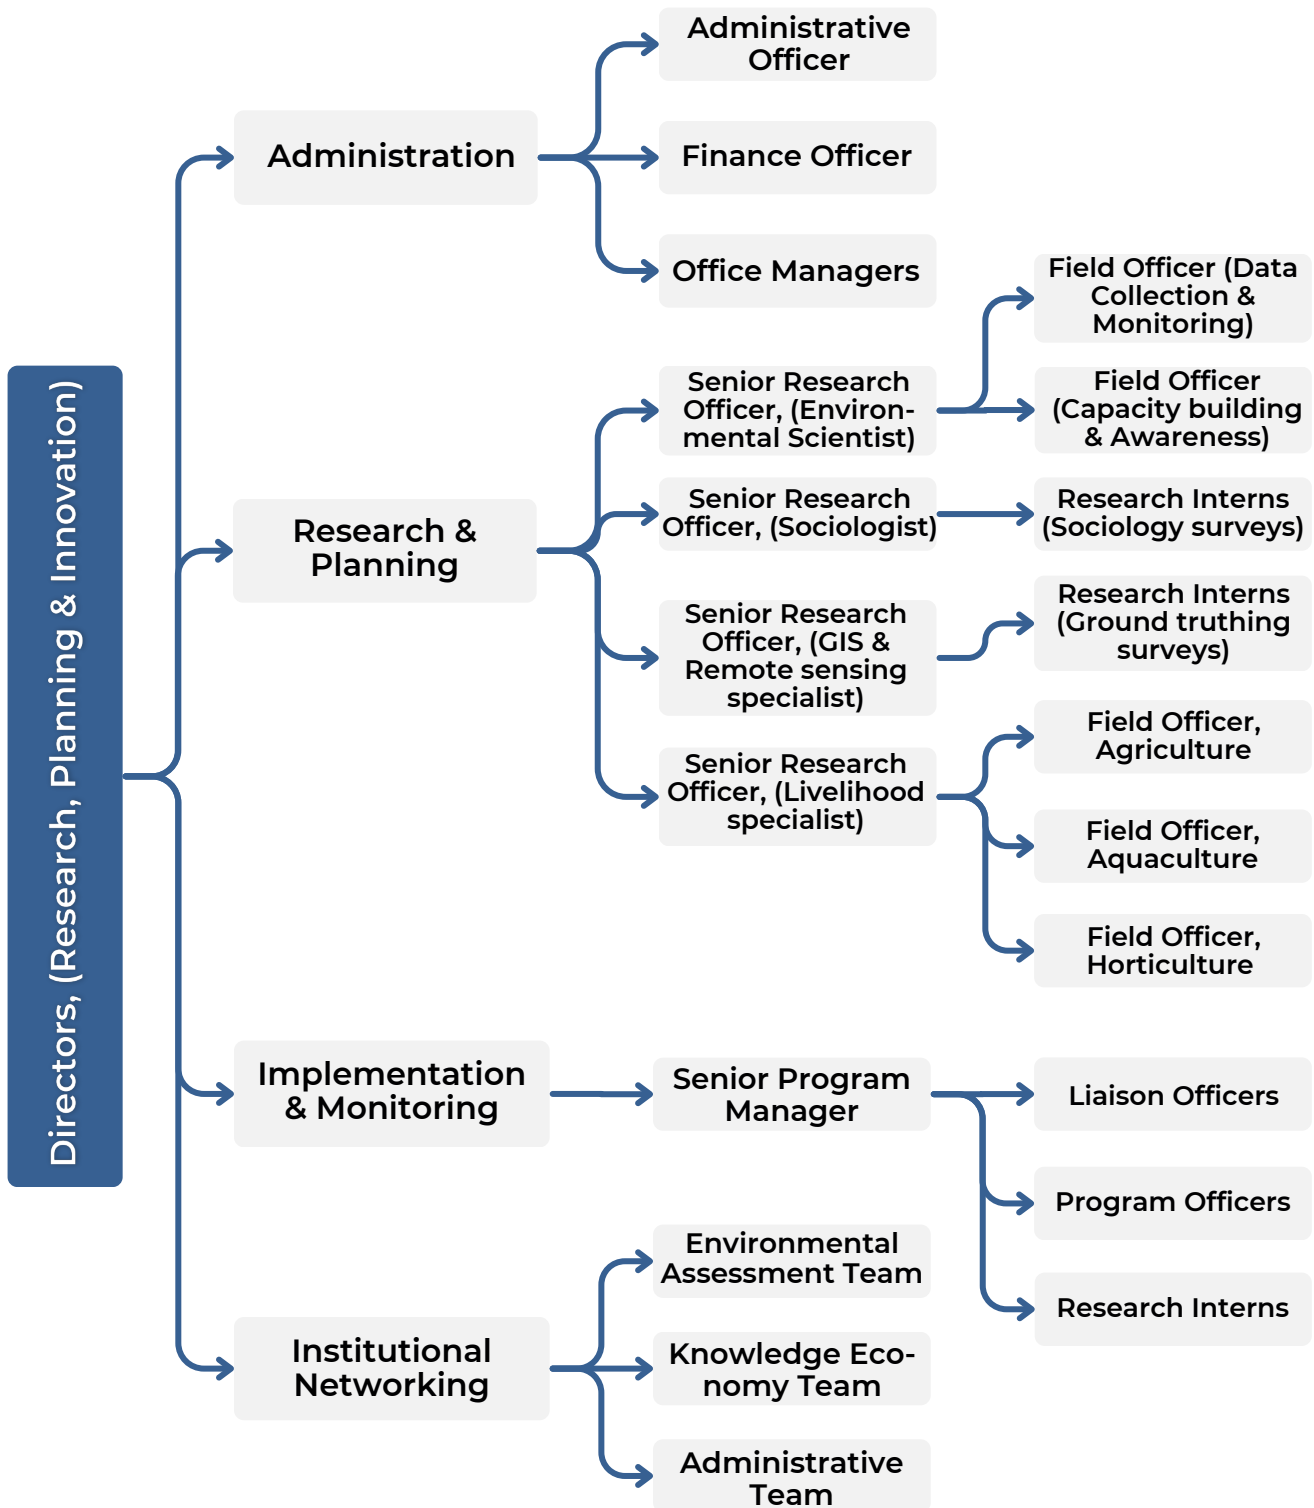 Directors, (Research, Planning & Innovation)
Administration
Administrative
Officer
Finance Officer
Office Managers
Research &
Planning
Senior Research
Officer, (Environ-
mental Scientist)
Field Officer (Data
Collection &
Monitoring)
Field Officer
(Capacity building
& Awareness)
Senior Research
Officer, (Sociologist)
Research Interns
(Sociology surveys)
Senior Research
Officer, (GIS &
Remote sensing
specialist)
Research Interns
(Ground truthing
surveys)
Senior Research
Officer, (Livelihood
specialist)
Field Officer,
Agriculture
Field Officer,
Aquaculture
Field Officer,
Horticulture
Implementation
& Monitoring
Senior Program
Manager
Liaison Officers
Program Officers
Research Interns
Institutional
Networking
Environmental
Assessment Team
Knowledge Eco-
nomy Team
Administrative
Team